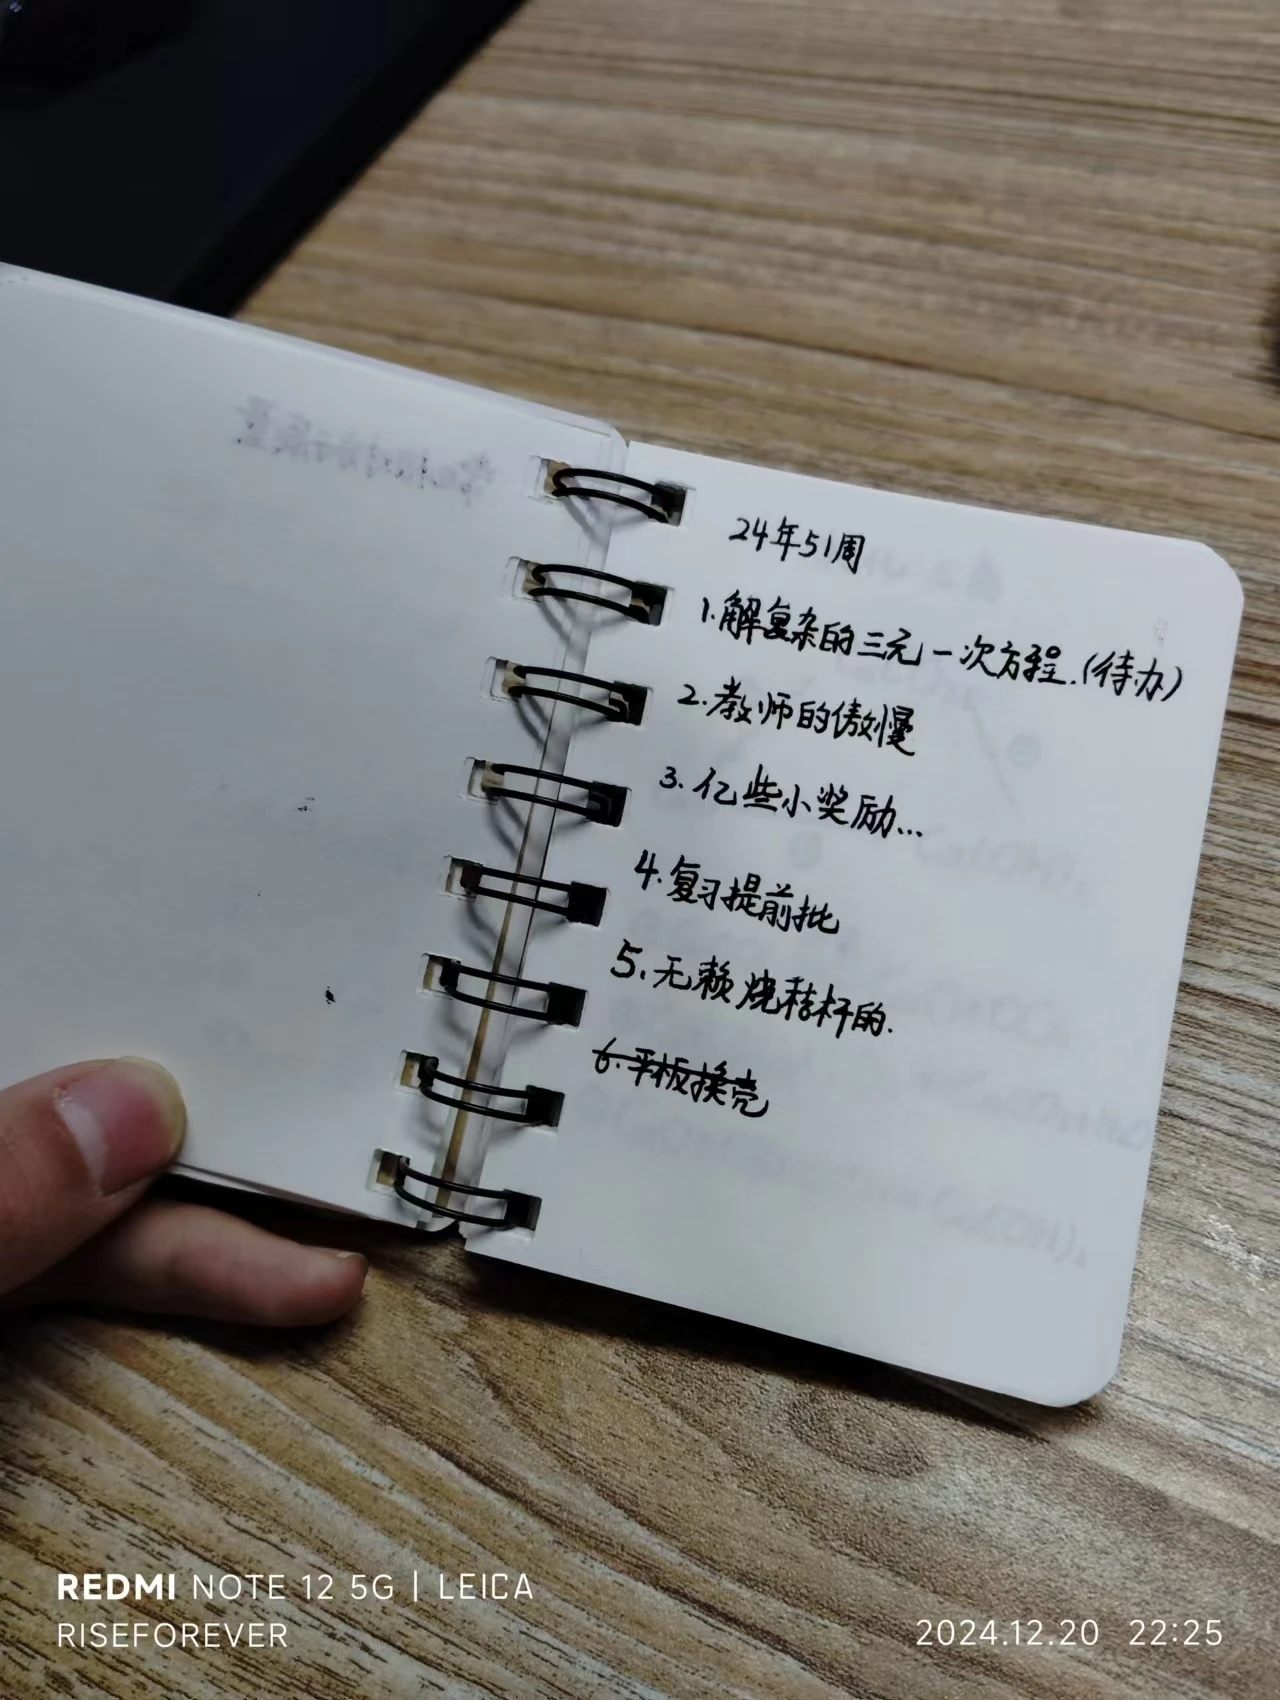 24年51周
1.解复杂的三元一次方程.(待办)
2.教师的傲慢
3.亿些小奖励...
4.复习提前批
5.无赖烧秸杆的.
6.平板换壳
REDMI NOTE 12 5G | LEICA
RISEFOREVER
2024.12.20 22:25